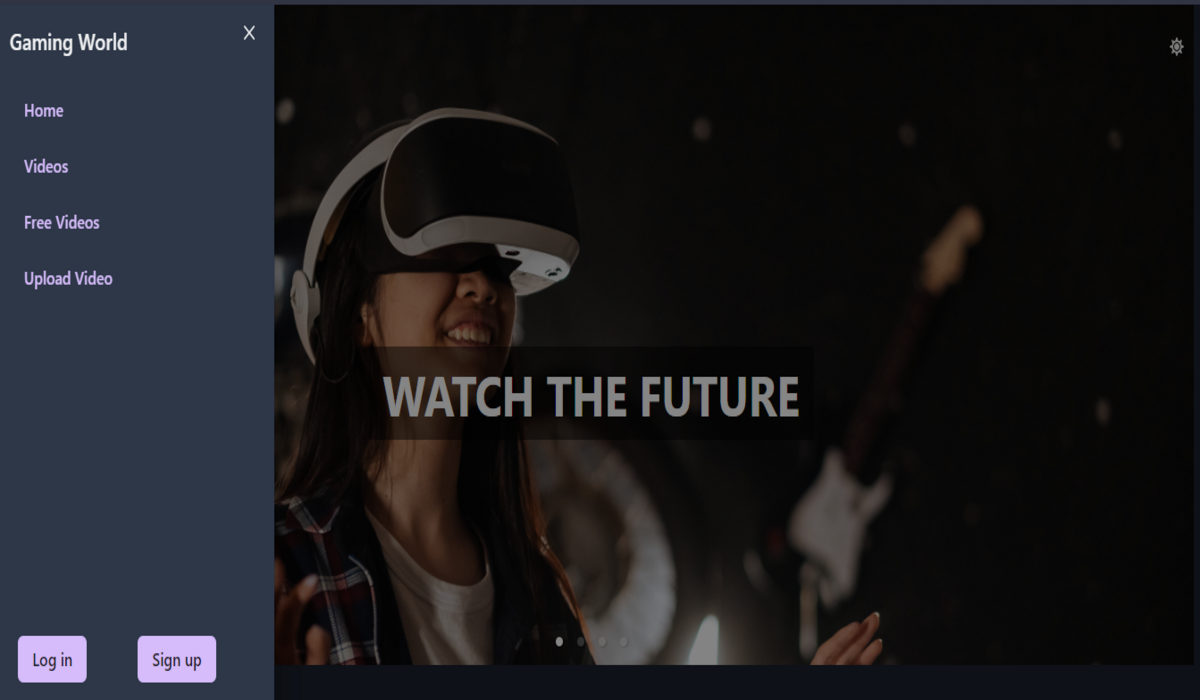 Gaming World
X
Home
Videos
Free Videos
Upload Video
WATCH THE FUTURE
Log in
Sign up